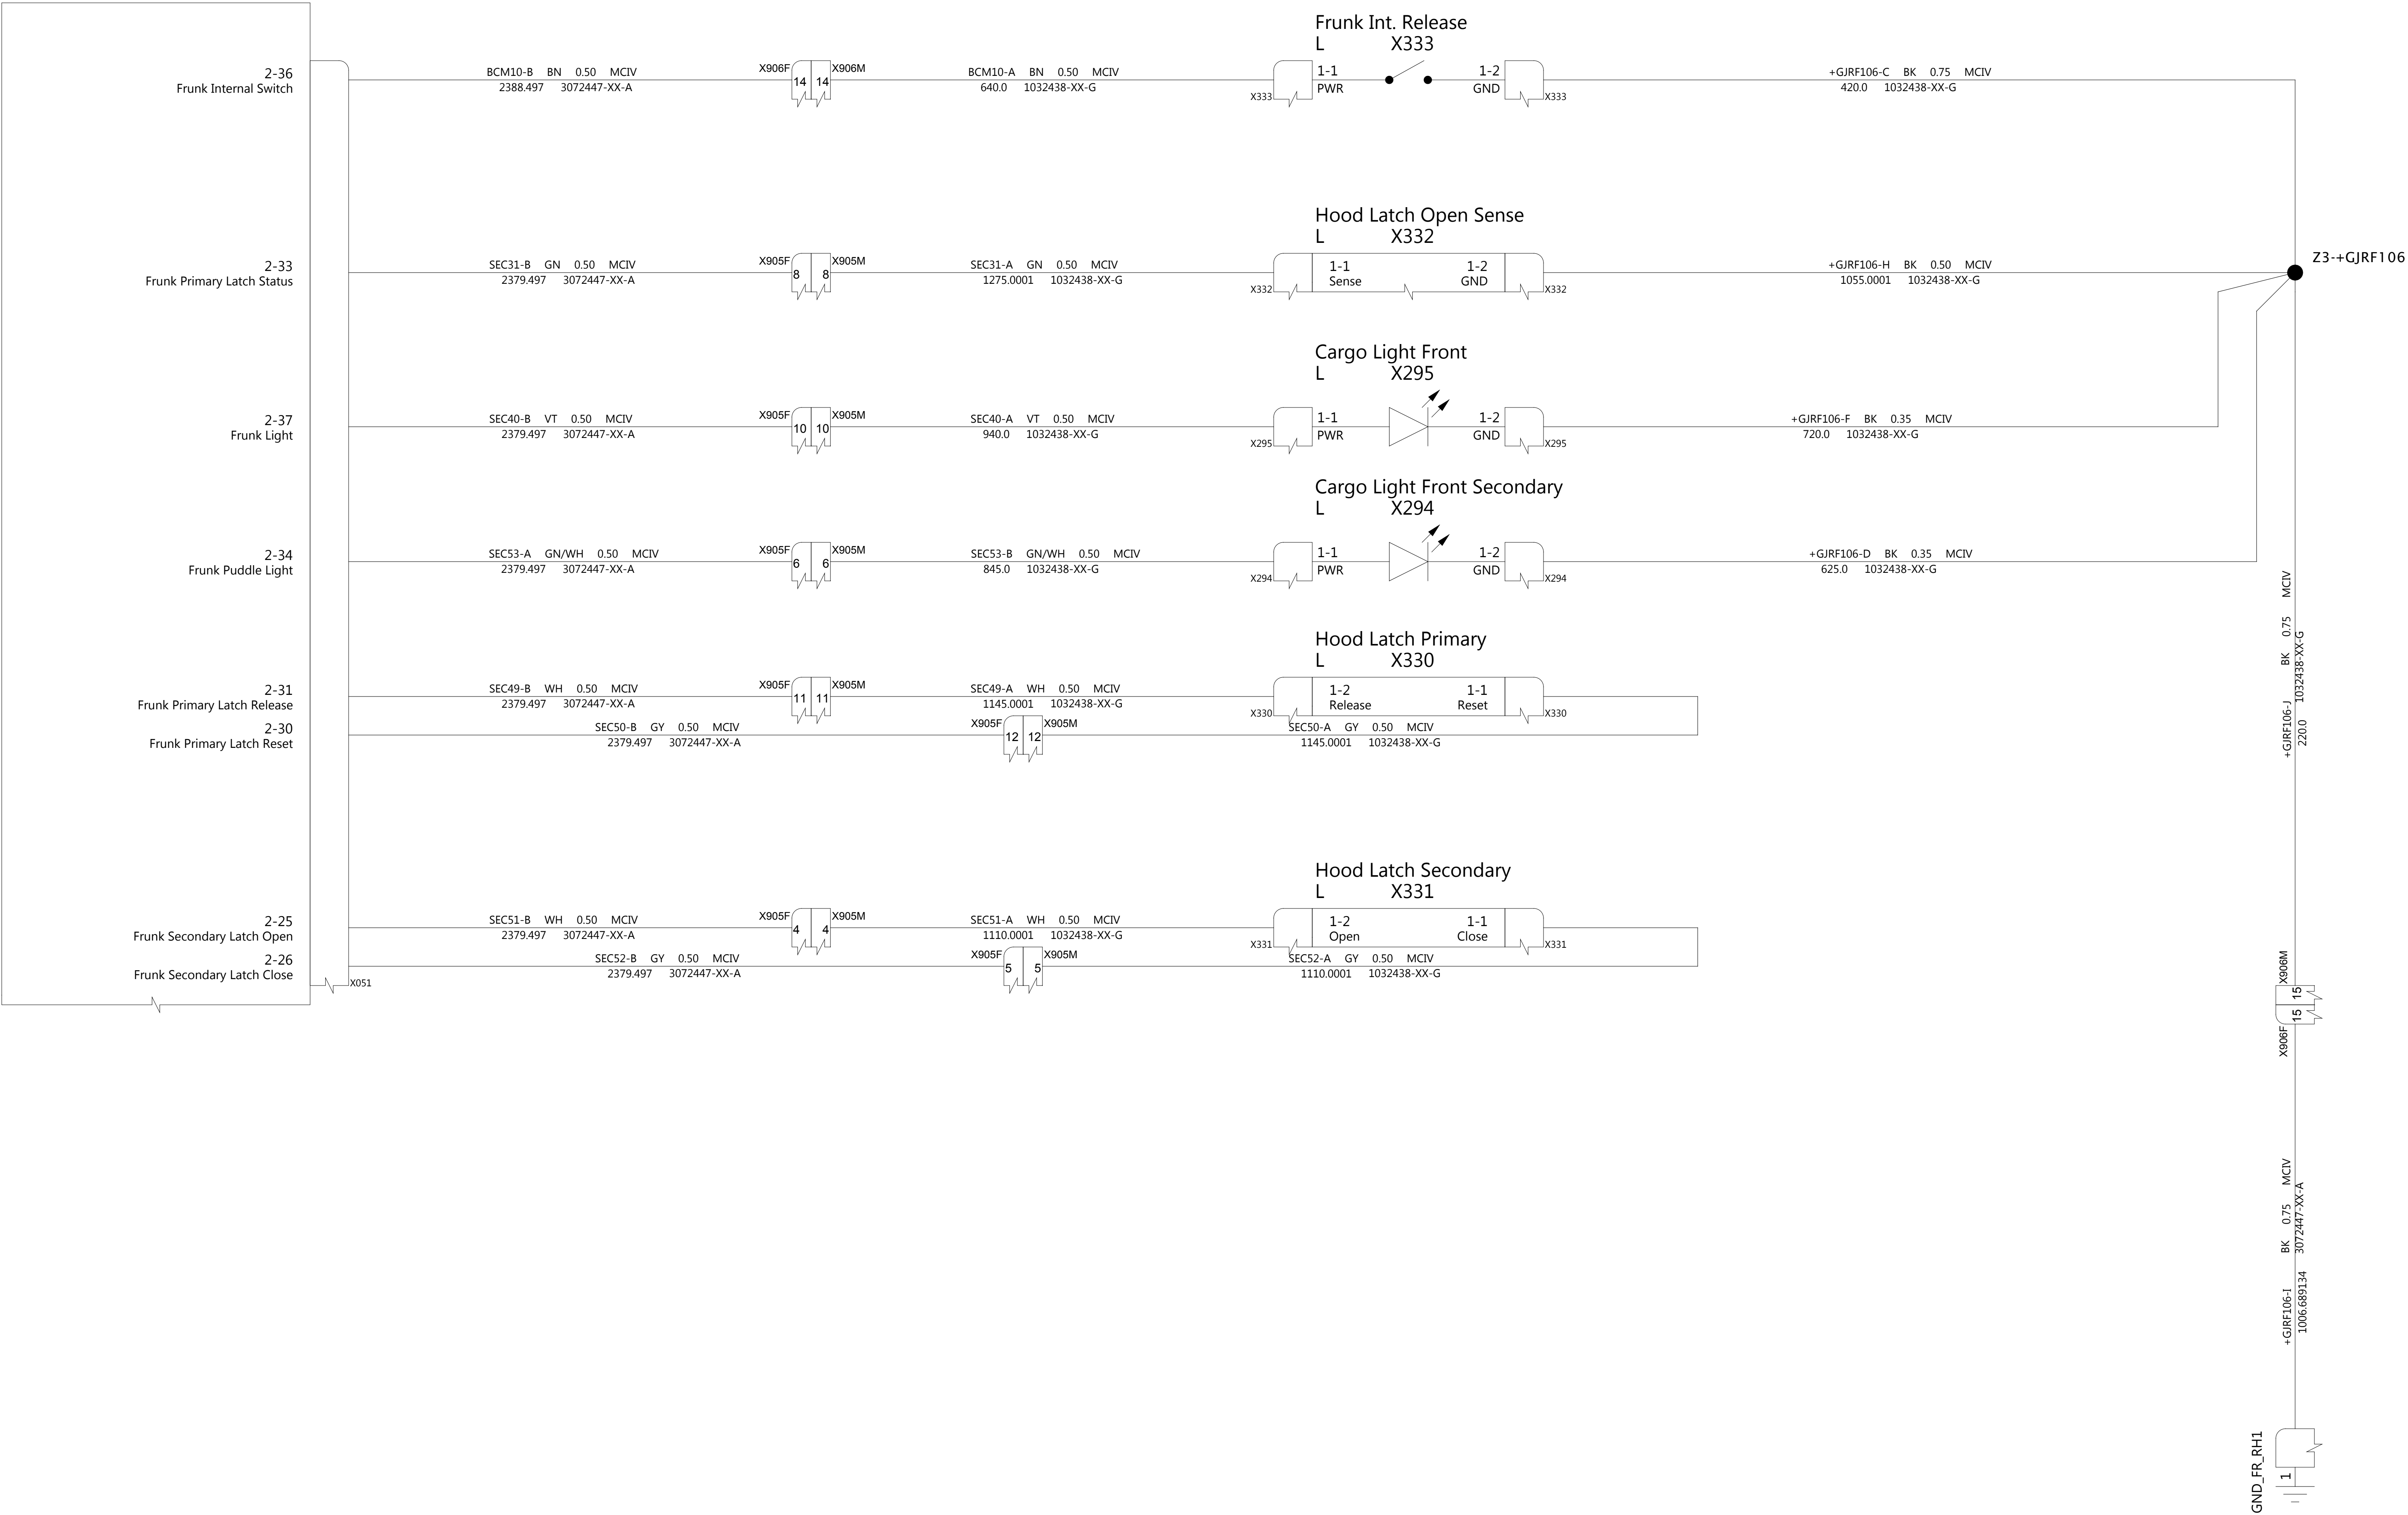 Frunk Int. Release
L X333
2-36
Frunk Internal Switch
BCM10-B BN 0.50 MCIV
2388.497 3072447-XX-A
X906F 14 14 X906M
BCM10-A BN 0.50 MCIV
640.0 1032438-XX-G
X333
1-1
PWR
1-2
GND
X333
+GJRF106-C BK 0.75 MCIV
420.0 1032438-XX-G
Hood Latch Open Sense
L X332
2-33
Frunk Primary Latch Status
SEC31-B GN 0.50 MCIV
2379.497 3072447-XX-A
X905F 8 8 X905M
SEC31-A GN 0.50 MCIV
1275.0001 1032438-XX-G
X332
1-1
Sense
1-2
GND
X332
+GJRF106-H BK 0.50 MCIV
1055.0001 1032438-XX-G
Z3-+GJRF106
Cargo Light Front
L X295
2-37
Frunk Light
SEC40-B VT 0.50 MCIV
2379.497 3072447-XX-A
X905F 10 10 X905M
SEC40-A VT 0.50 MCIV
940.0 1032438-XX-G
X295
1-1
PWR
1-2
GND
X295
+GJRF106-F BK 0.35 MCIV
720.0 1032438-XX-G
Cargo Light Front Secondary
L X294
2-34
Frunk Puddle Light
SEC53-A GN/WH 0.50 MCIV
2379.497 3072447-XX-A
X905F 6 6 X905M
SEC53-B GN/WH 0.50 MCIV
845.0 1032438-XX-G
X294
1-1
PWR
1-2
GND
X294
+GJRF106-D BK 0.35 MCIV
625.0 1032438-XX-G
Hood Latch Primary
L X330
2-31
Frunk Primary Latch Release
SEC49-B WH 0.50 MCIV
2379.497 3072447-XX-A
X905F 11 11 X905M
SEC49-A WH 0.50 MCIV
1145.0001 1032438-XX-G
X330
1-2
Release
1-1
Reset
X330
2-30
Frunk Primary Latch Reset
SEC50-B GY 0.50 MCIV
2379.497 3072447-XX-A
X905F 12 12 X905M
SEC50-A GY 0.50 MCIV
1145.0001 1032438-XX-G
+GJRF106-J BK 0.75 MCIV
220.0 1032438-XX-G
Hood Latch Secondary
L X331
2-25
Frunk Secondary Latch Open
SEC51-B WH 0.50 MCIV
2379.497 3072447-XX-A
X905F 4 4 X905M
SEC51-A WH 0.50 MCIV
1110.0001 1032438-XX-G
X331
1-2
Open
1-1
Close
X331
2-26
Frunk Secondary Latch Close
SEC52-B GY 0.50 MCIV
2379.497 3072447-XX-A
X905F 5 5 X905M
SEC52-A GY 0.50 MCIV
1110.0001 1032438-XX-G
X051
X906M 15
X906F 15
+GJRF106-I BK 0.75 MCIV
1006.689134 3072447-XX-A
GND_FR_RH1
1